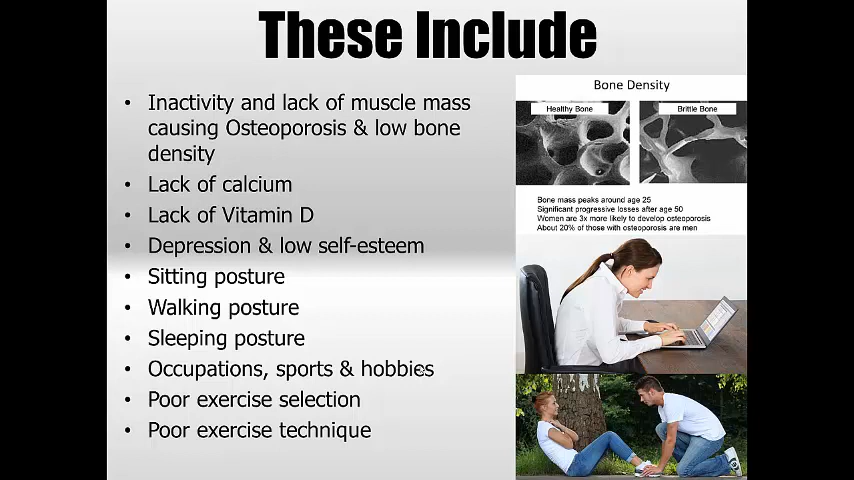 These Include
• Inactivity and lack of muscle mass
causing Osteoporosis & low bone
density
• Lack of calcium
• Lack of Vitamin D
• Depression & low self-esteem
• Sitting posture
• Walking posture
• Sleeping posture
• Occupations, sports & hobbies
• Poor exercise selection
• Poor exercise technique
Bone Density
Healthy Bone
Brittle Bone
Bone mass peaks around age 25
Significant progressive losses after age 50
Women are 3x more likely to develop osteoporosis
About 20% of those with osteoporosis are men